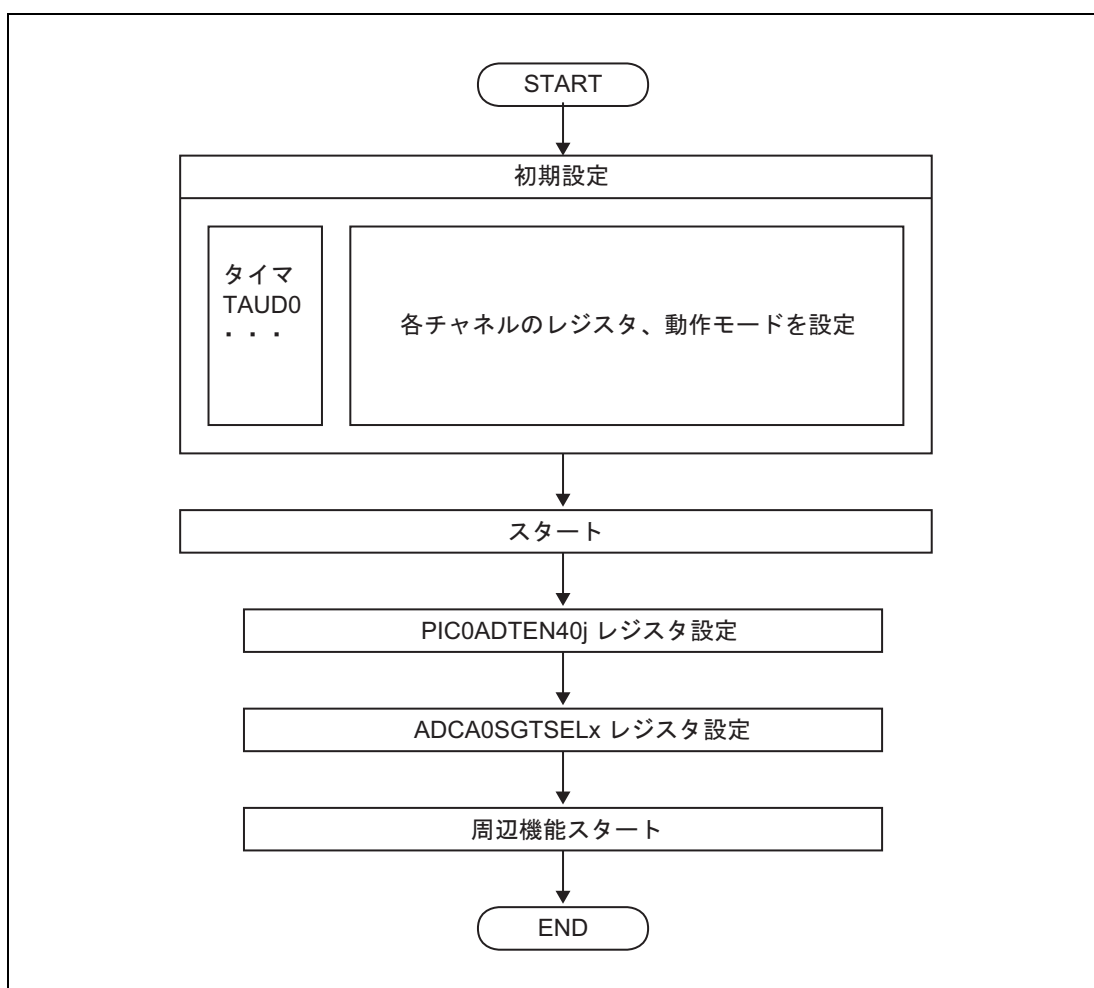 START
初期設定
タイマ
TAUD0
・・・
各チャネルのレジスタ、動作モードを設定
スタート
PIC0ADTEN40j レジスタ設定
ADCA0SGTSELx レジスタ設定
周辺機能スタート
END